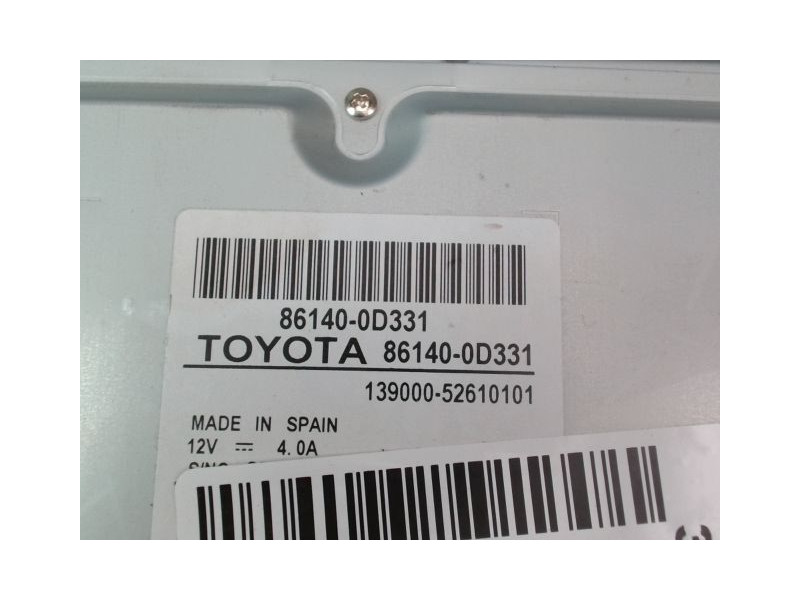 86140-0D331
TOYOTA 86140-0D331
139000-52610101
MADE IN SPAIN
12V ⎓ 4.0A